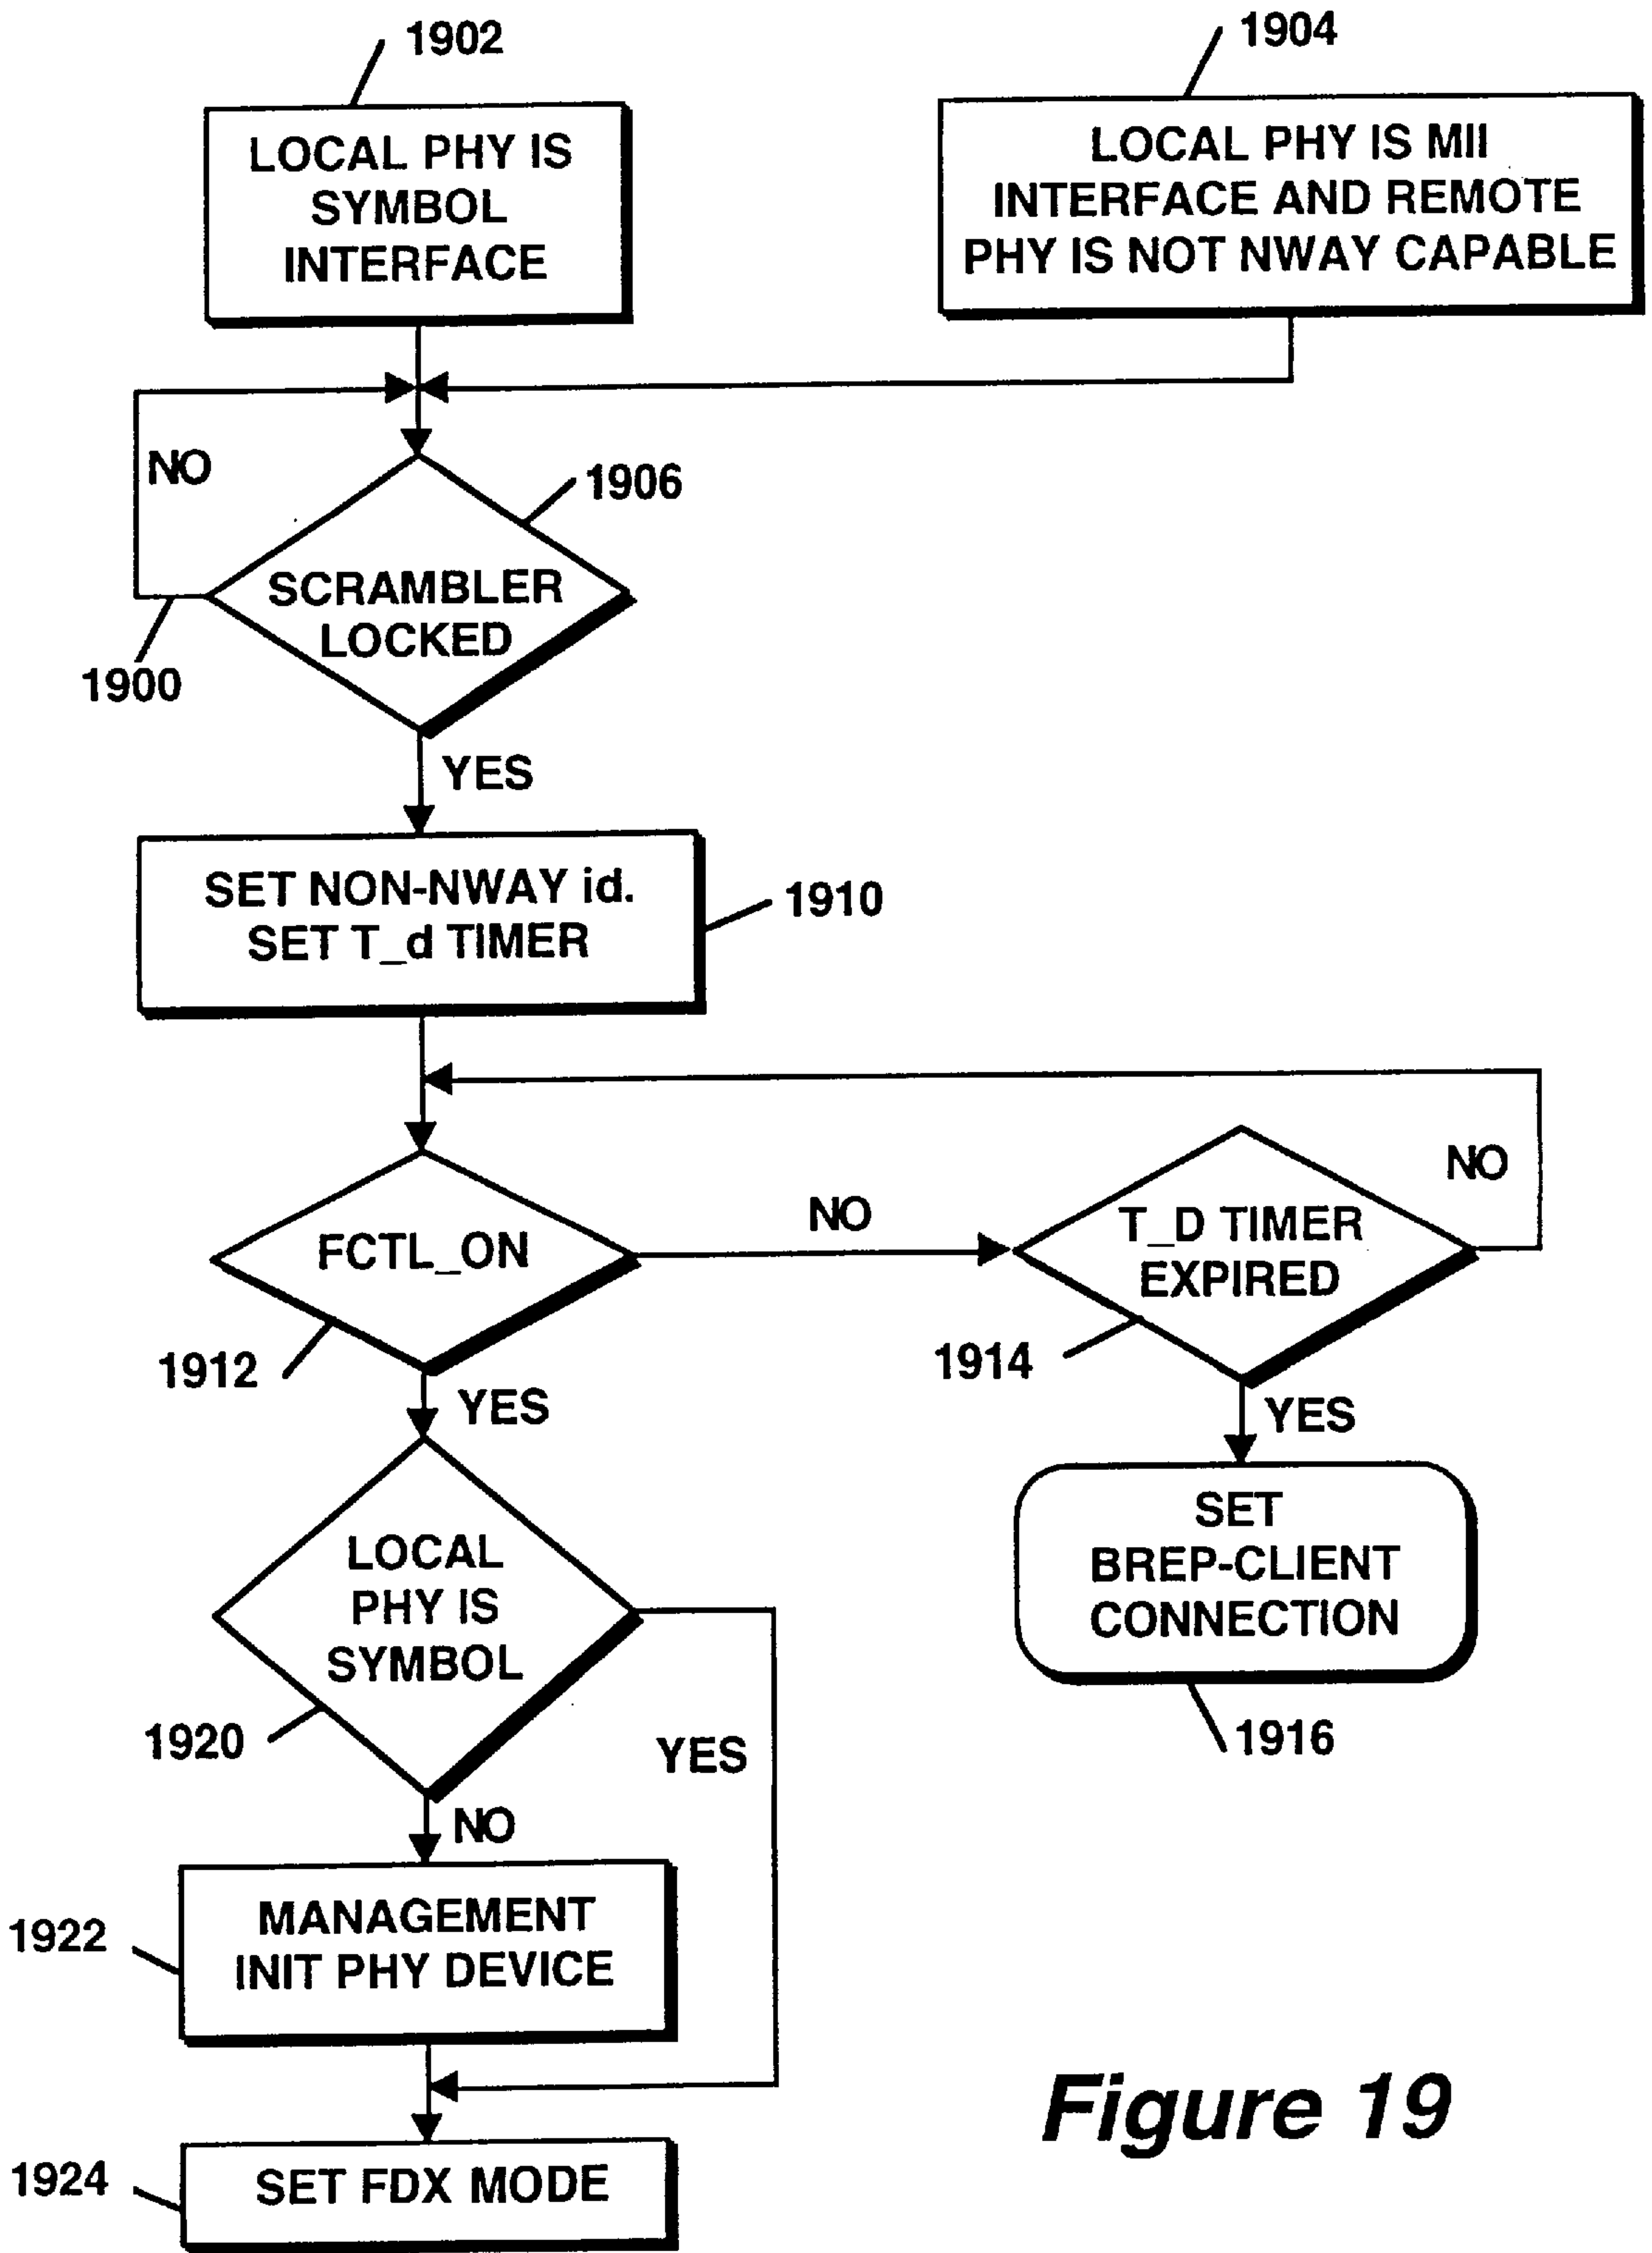 1902
1904
LOCAL PHY IS
SYMBOL
INTERFACE
LOCAL PHY IS MII
INTERFACE AND REMOTE
PHY IS NOT NWAY CAPABLE
NO
1906
SCRAMBLER
LOCKED
1900
YES
SET NON-NWAY id.
SET T_d TIMER
1910
FCTL_ON
NO
T_D TIMER
EXPIRED
NO
1912
1914
YES
YES
LOCAL
PHY IS
SYMBOL
SET
BREP-CLIENT
CONNECTION
1920
1916
YES
NO
MANAGEMENT
INIT PHY DEVICE
1922
SET FDX MODE
1924
Figure 19